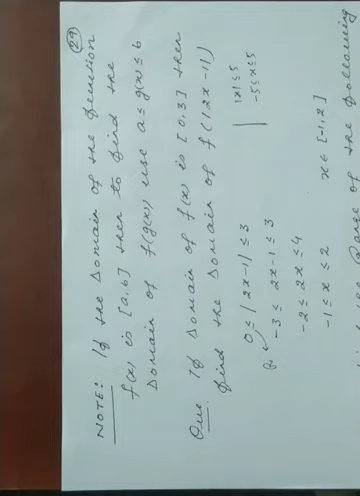 (29)
NOTE: If the Domain of the function
f(x) is [a,b] then to find the
Domain of f(g(x)) use a ≤ g(x) ≤ b
Que If Domain of f(x) is [0,3] then
find the Domain of f(|2x-1|)
0 ≤ |2x-1| ≤ 3
|x| ≤ 5
-5 ≤ x ≤ 5
-3 ≤ 2x-1 ≤ 3
-2 ≤ 2x ≤ 4
-1 ≤ x ≤ 2
x ∈ [-1,2]
of the following